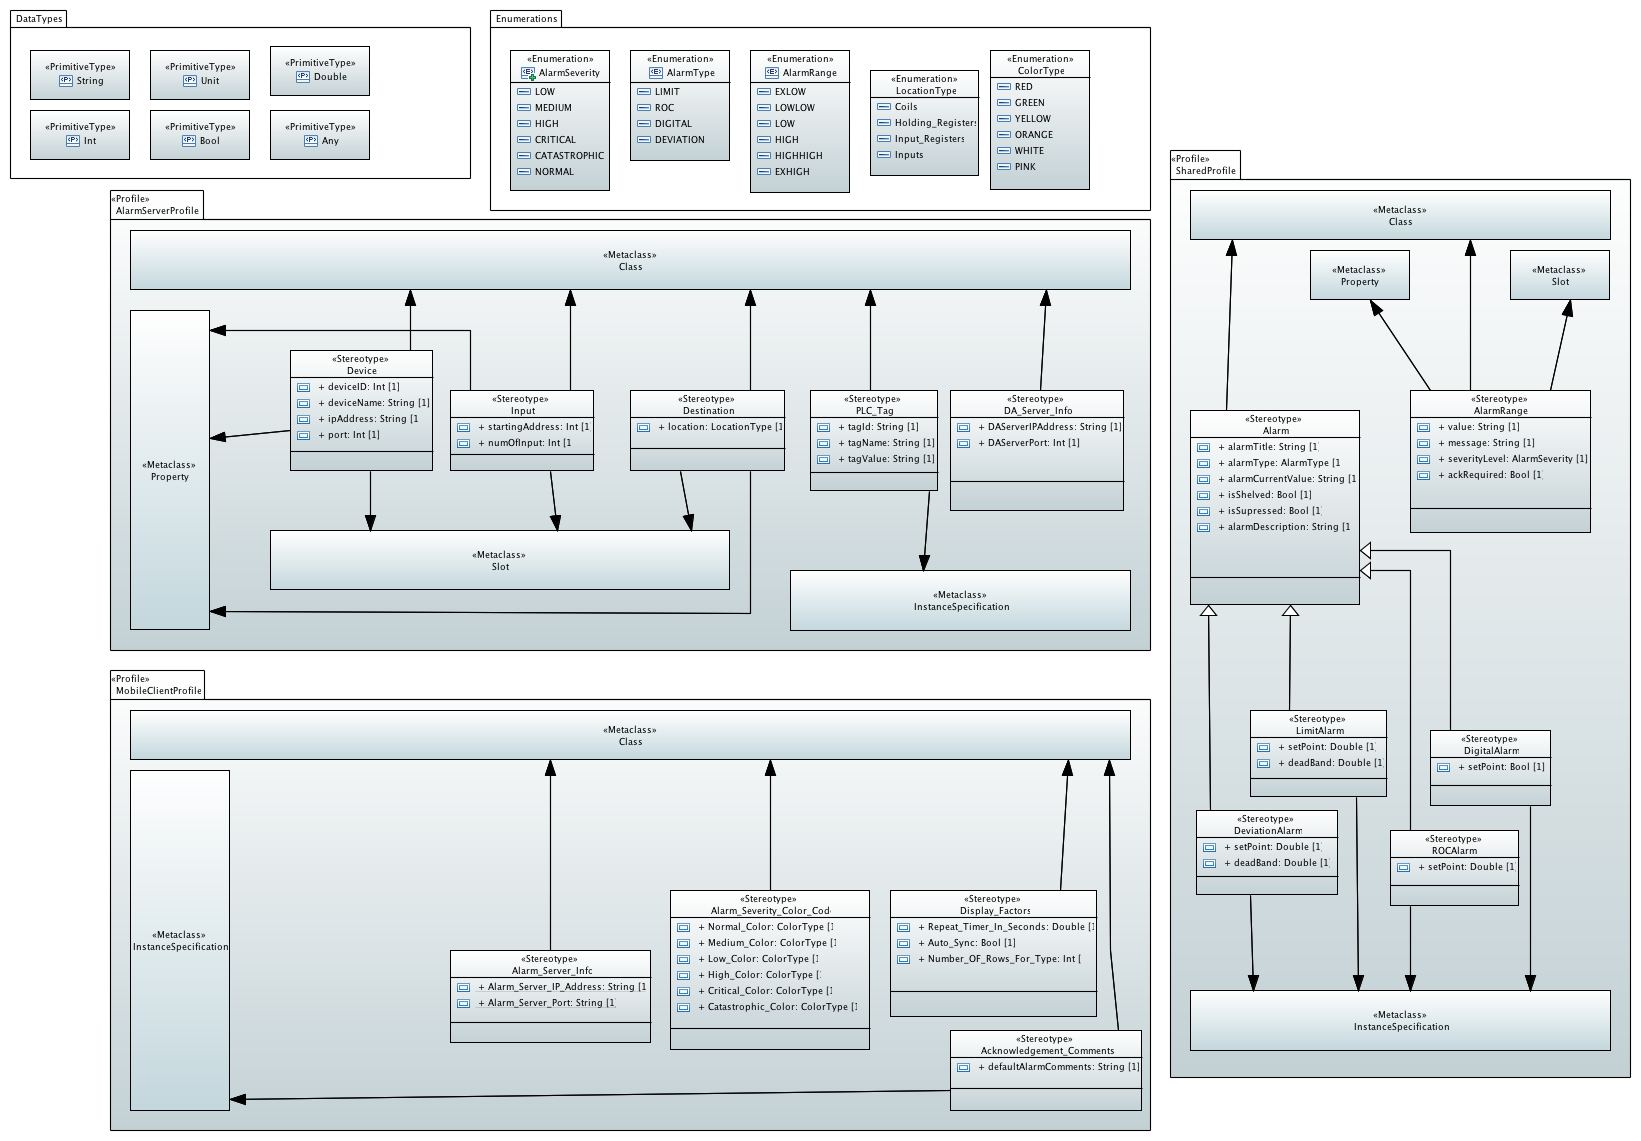 DataTypes
«PrimitiveType»
String
«PrimitiveType»
Unit
«PrimitiveType»
Double
«PrimitiveType»
Int
«PrimitiveType»
Bool
«PrimitiveType»
Any
Enumerations
«Enumeration»
AlarmSeverity
LOW
MEDIUM
HIGH
CRITICAL
CATASTROPHIC
NORMAL
«Enumeration»
AlarmType
LIMIT
ROC
DIGITAL
DEVIATION
«Enumeration»
AlarmRange
EXLOW
LOWLOW
LOW
HIGH
HIGHHIGH
EXHIGH
«Enumeration»
LocationType
Coils
Holding_Registers
Input_Registers
Inputs
«Enumeration»
ColorType
RED
GREEN
YELLOW
ORANGE
WHITE
PINK
«Profile»
AlarmServerProfile
«Metaclass»
Class
«Metaclass»
Property
«Stereotype»
Device
+ deviceID: Int [1]
+ deviceName: String [1]
+ ipAddress: String [1
+ port: Int [1]
«Stereotype»
Input
+ startingAddress: Int [1]
+ numOfInput: Int [1
«Stereotype»
Destination
+ location: LocationType [1]
«Stereotype»
PLC_Tag
+ tagId: String [1]
+ tagName: String [1]
+ tagValue: String [1]
«Stereotype»
DA_Server_Info
+ DAServerIPAddress: String [1]
+ DAServerPort: Int [1]
«Metaclass»
Slot
«Metaclass»
InstanceSpecification
«Profile»
MobileClientProfile
«Metaclass»
Class
«Metaclass»
InstanceSpecification
«Stereotype»
Alarm_Server_Info
+ Alarm_Server_IP_Address: String [1
+ Alarm_Server_Port: String [1]
«Stereotype»
Alarm_Severity_Color_Code
+ Normal_Color: ColorType [1
+ Medium_Color: ColorType [1
+ Low_Color: ColorType [1
+ High_Color: ColorType [1
+ Critical_Color: ColorType [1
+ Catastrophic_Color: ColorType [1
«Stereotype»
Display_Factors
+ Repeat_Timer_In_Seconds: Double [1
+ Auto_Sync: Bool [1]
+ Number_OF_Rows_For_Type: Int [
«Stereotype»
Acknowledgement_Comments
+ defaultAlarmComments: String [1]
«Profile»
SharedProfile
«Metaclass»
Class
«Metaclass»
Property
«Metaclass»
Slot
«Stereotype»
Alarm
+ alarmTitle: String [1]
+ alarmType: AlarmType [1
+ alarmCurrentValue: String [1
+ isShelved: Bool [1]
+ isSupressed: Bool [1]
+ alarmDescription: String [1
«Stereotype»
AlarmRange
+ value: String [1]
+ message: String [1]
+ severityLevel: AlarmSeverity [1]
+ ackRequired: Bool [1]
«Stereotype»
LimitAlarm
+ setPoint: Double [1]
+ deadBand: Double [1]
«Stereotype»
DigitalAlarm
+ setPoint: Bool [1]
«Stereotype»
DeviationAlarm
+ setPoint: Double [1]
+ deadBand: Double [1]
«Stereotype»
ROCAlarm
+ setPoint: Double [1]
«Metaclass»
InstanceSpecification